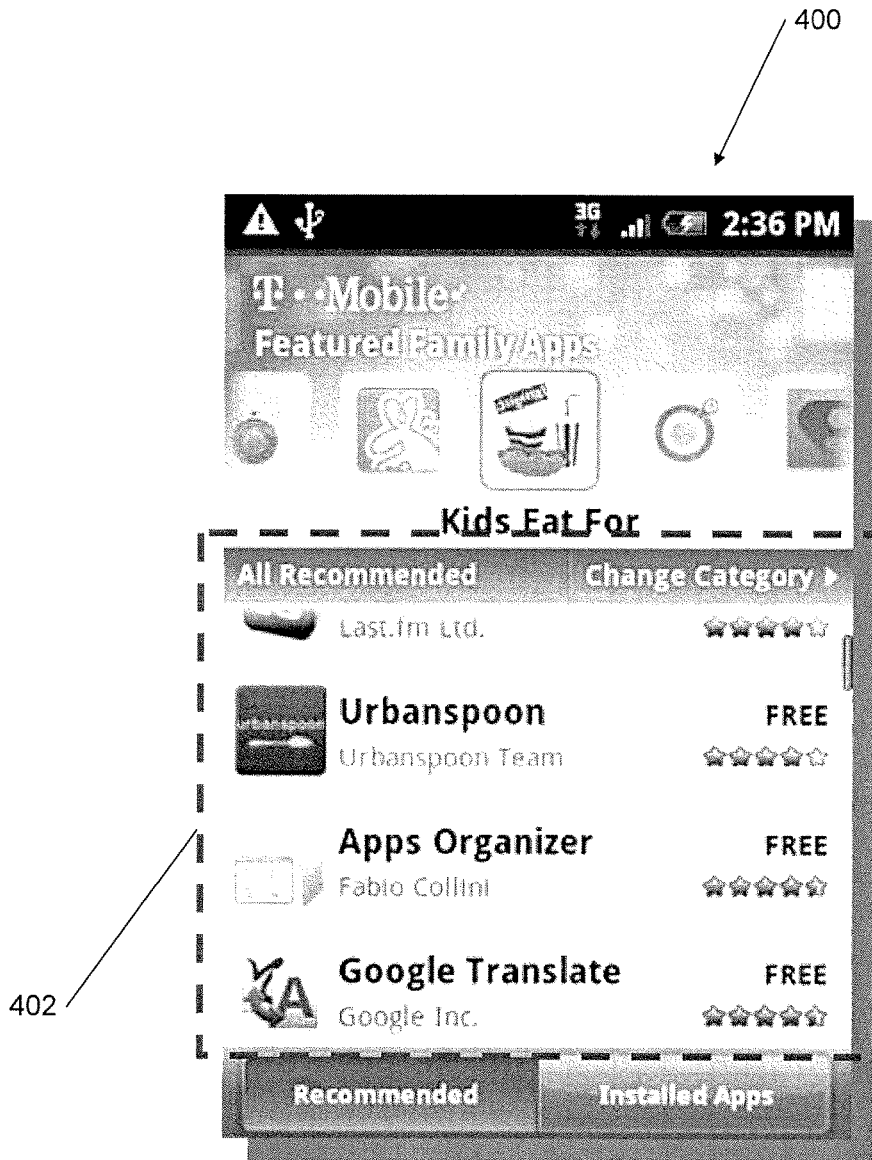 400
3G 2:36 PM
T··Mobile·
Featured Family Apps
Kids Eat For
All Recommended Change Category
Last.fm Ltd.
Urbanspoon FREE
Urbanspoon Team
Apps Organizer FREE
Fabio Collini
Google Translate FREE
A
Google Inc.
402
Recommended Installed Apps